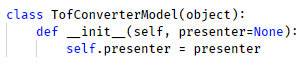 class TofConverterModel(object):
    def __init__(self, presenter=None):
        self.presenter = presenter